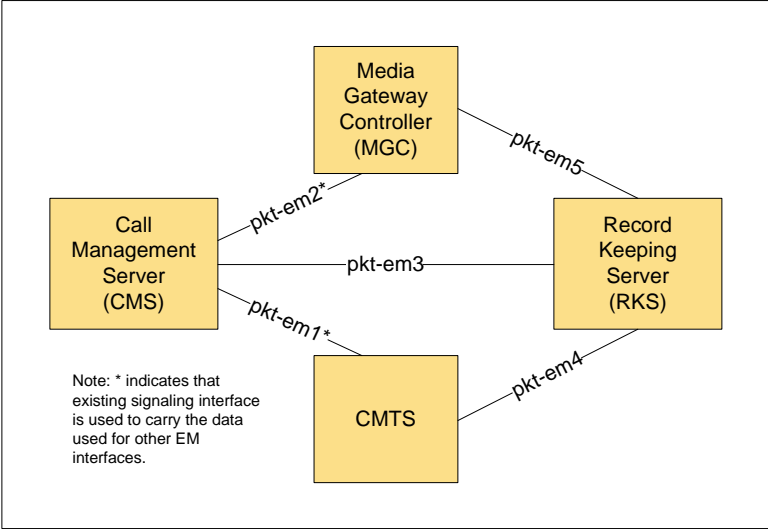 Media
Gateway
Controller
(MGC)
pkt-em5
pkt-em2*
Call
Management
Server
(CMS)
pkt-em3
Record
Keeping
Server
(RKS)
pkt-em1*
pkt-em4
CMTS
Note: * indicates that
existing signaling interface
is used to carry the data
used for other EM
interfaces.